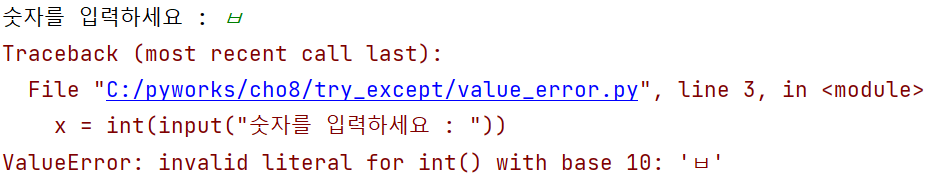 숫자를 입력하세요 : ㅂ
Traceback (most recent call last):
  File "C:/pyworks/cho8/try_except/value_error.py", line 3, in <module>
    x = int(input("숫자를 입력하세요 : "))
ValueError: invalid literal for int() with base 10: 'ㅂ'